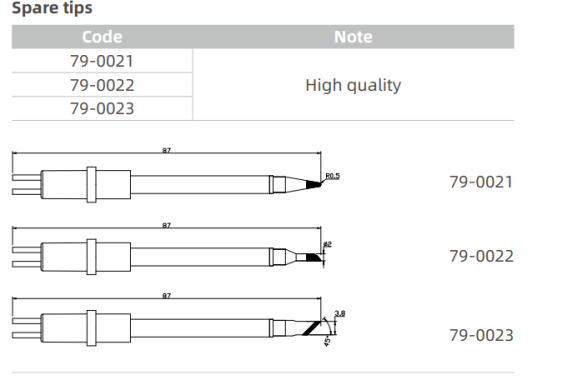 Spare tips
Code Note
79-0021
79-0022
High quality
79-0023
87
R0.5
79-0021
87
ø2
79-0022
87
3,8
45°
79-0023